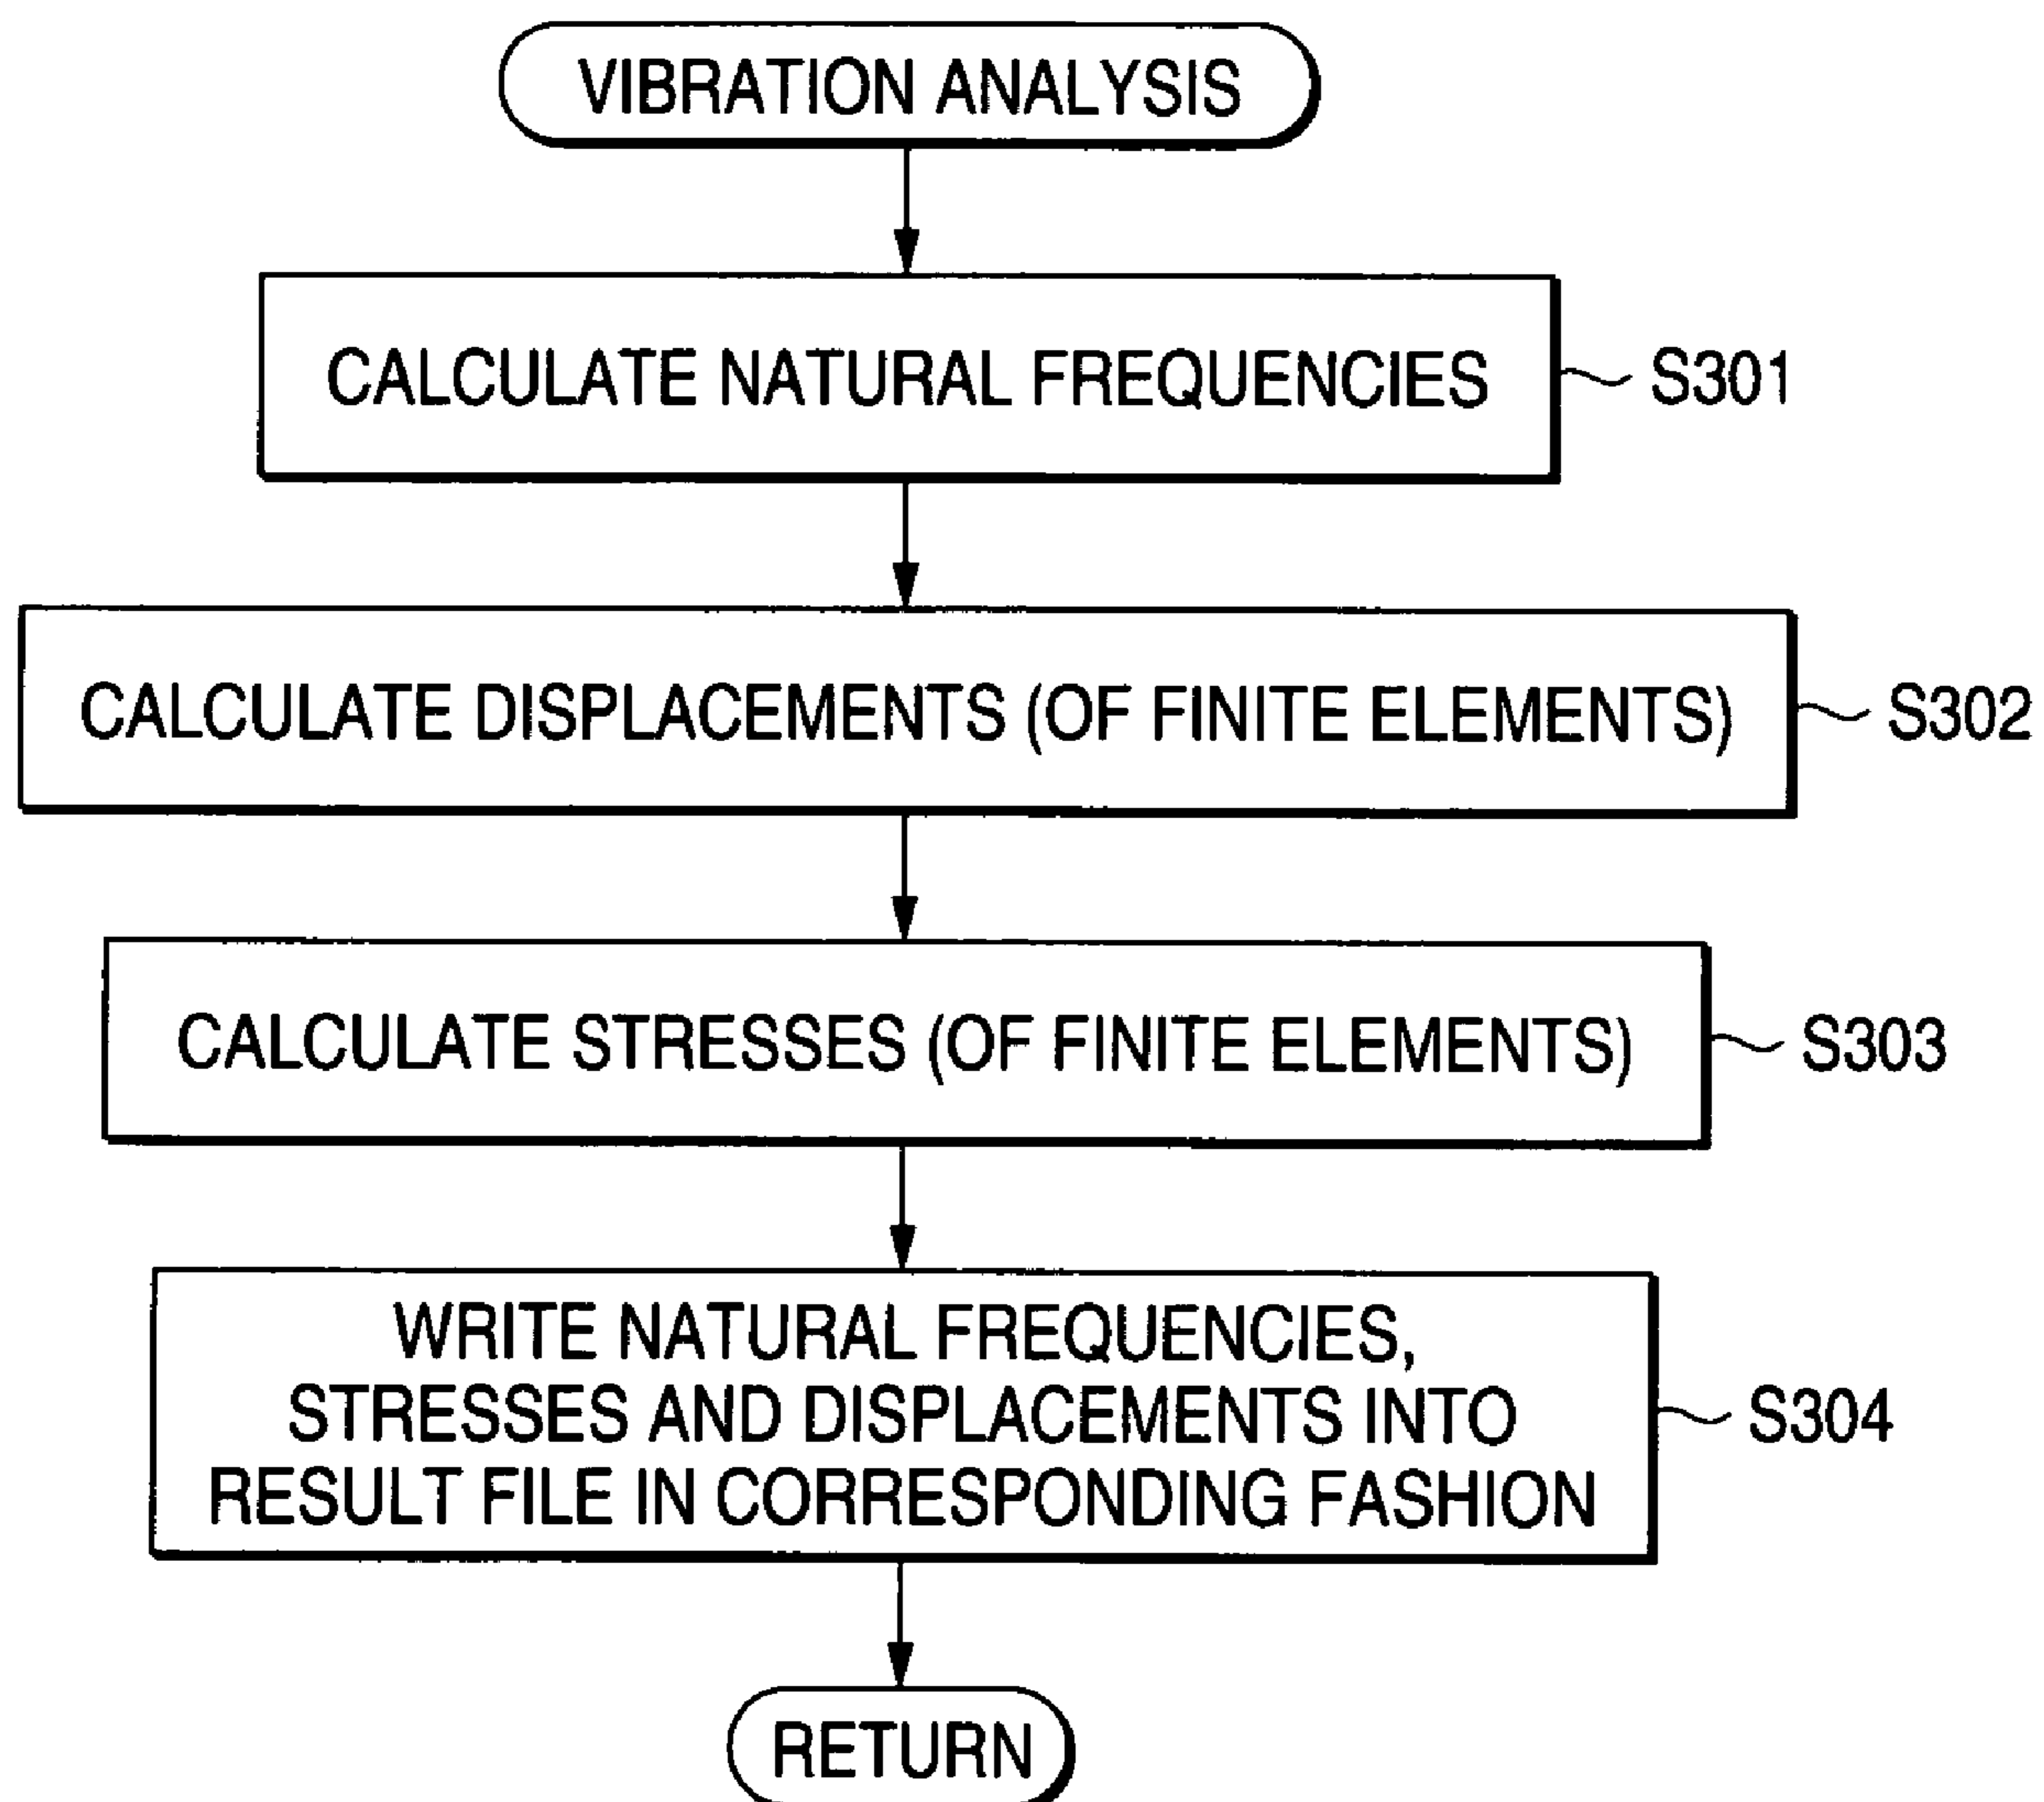 VIBRATION ANALYSIS
CALCULATE NATURAL FREQUENCIES
S301
CALCULATE DISPLACEMENTS (OF FINITE ELEMENTS)
S302
CALCULATE STRESSES (OF FINITE ELEMENTS)
S303
WRITE NATURAL FREQUENCIES,
STRESSES AND DISPLACEMENTS INTO
RESULT FILE IN CORRESPONDING FASHION
S304
RETURN